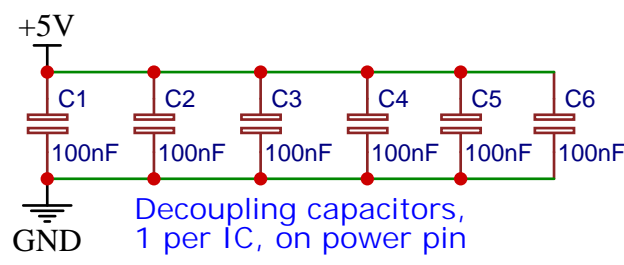 +5V
C1 C2 C3 C4 C5 C6
100nF 100nF 100nF 100nF 100nF 100nF
Decoupling capacitors,
1 per IC, on power pin
GND